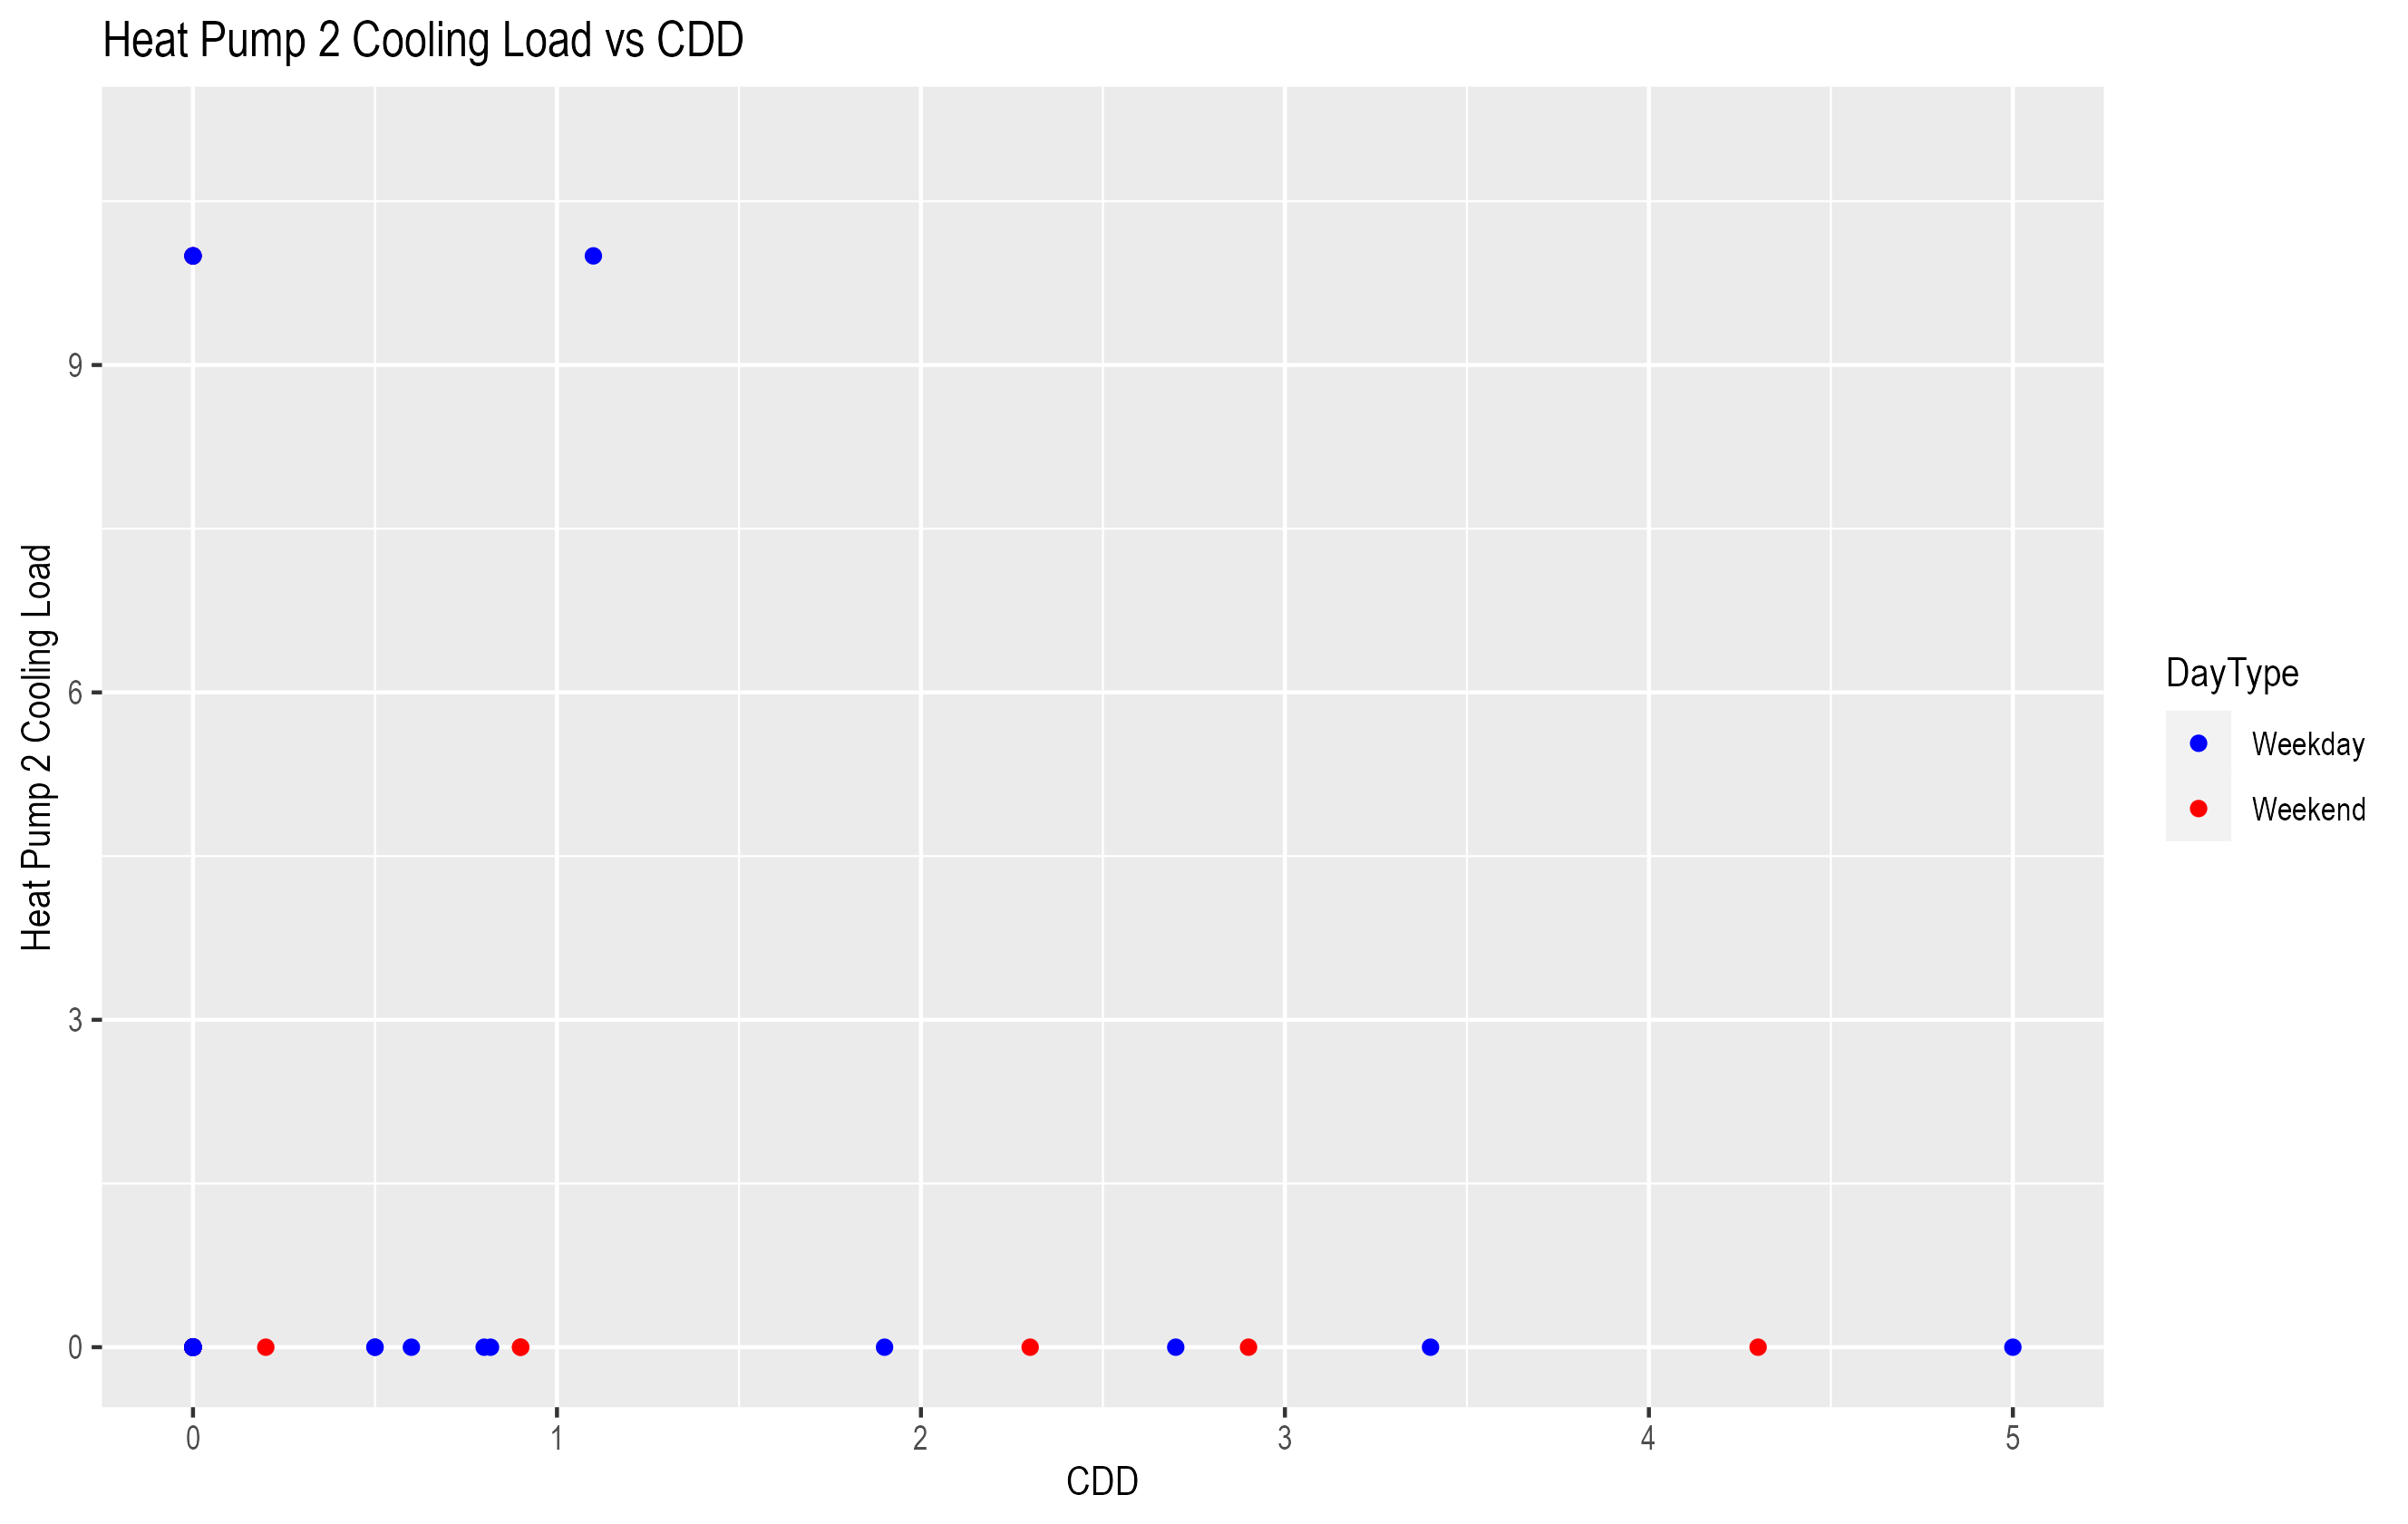 Heat Pump 2 Cooling Load vs CDD
Heat Pump 2 Cooling Load
9
6
3
0
0 1 2 3 4 5
CDD
DayType
Weekday
Weekend